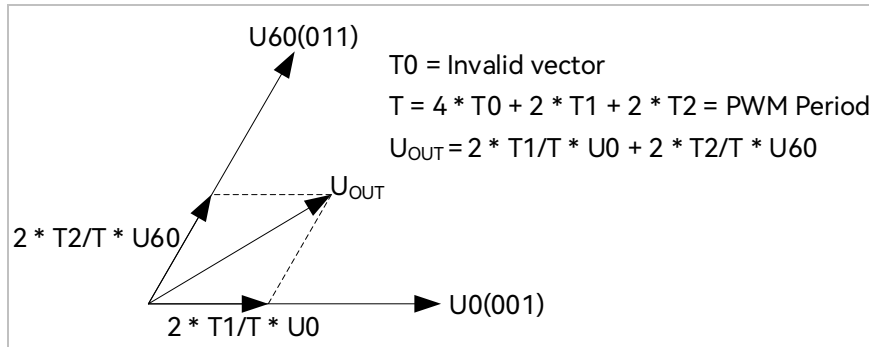 U60(011)
T0 = Invalid vector
T = 4 * T0 + 2 * T1 + 2 * T2 = PWM Period
UOUT = 2 * T1/T * U0 + 2 * T2/T * U60
UOUT
2 * T2/T * U60
U0(001)
2 * T1/T * U0